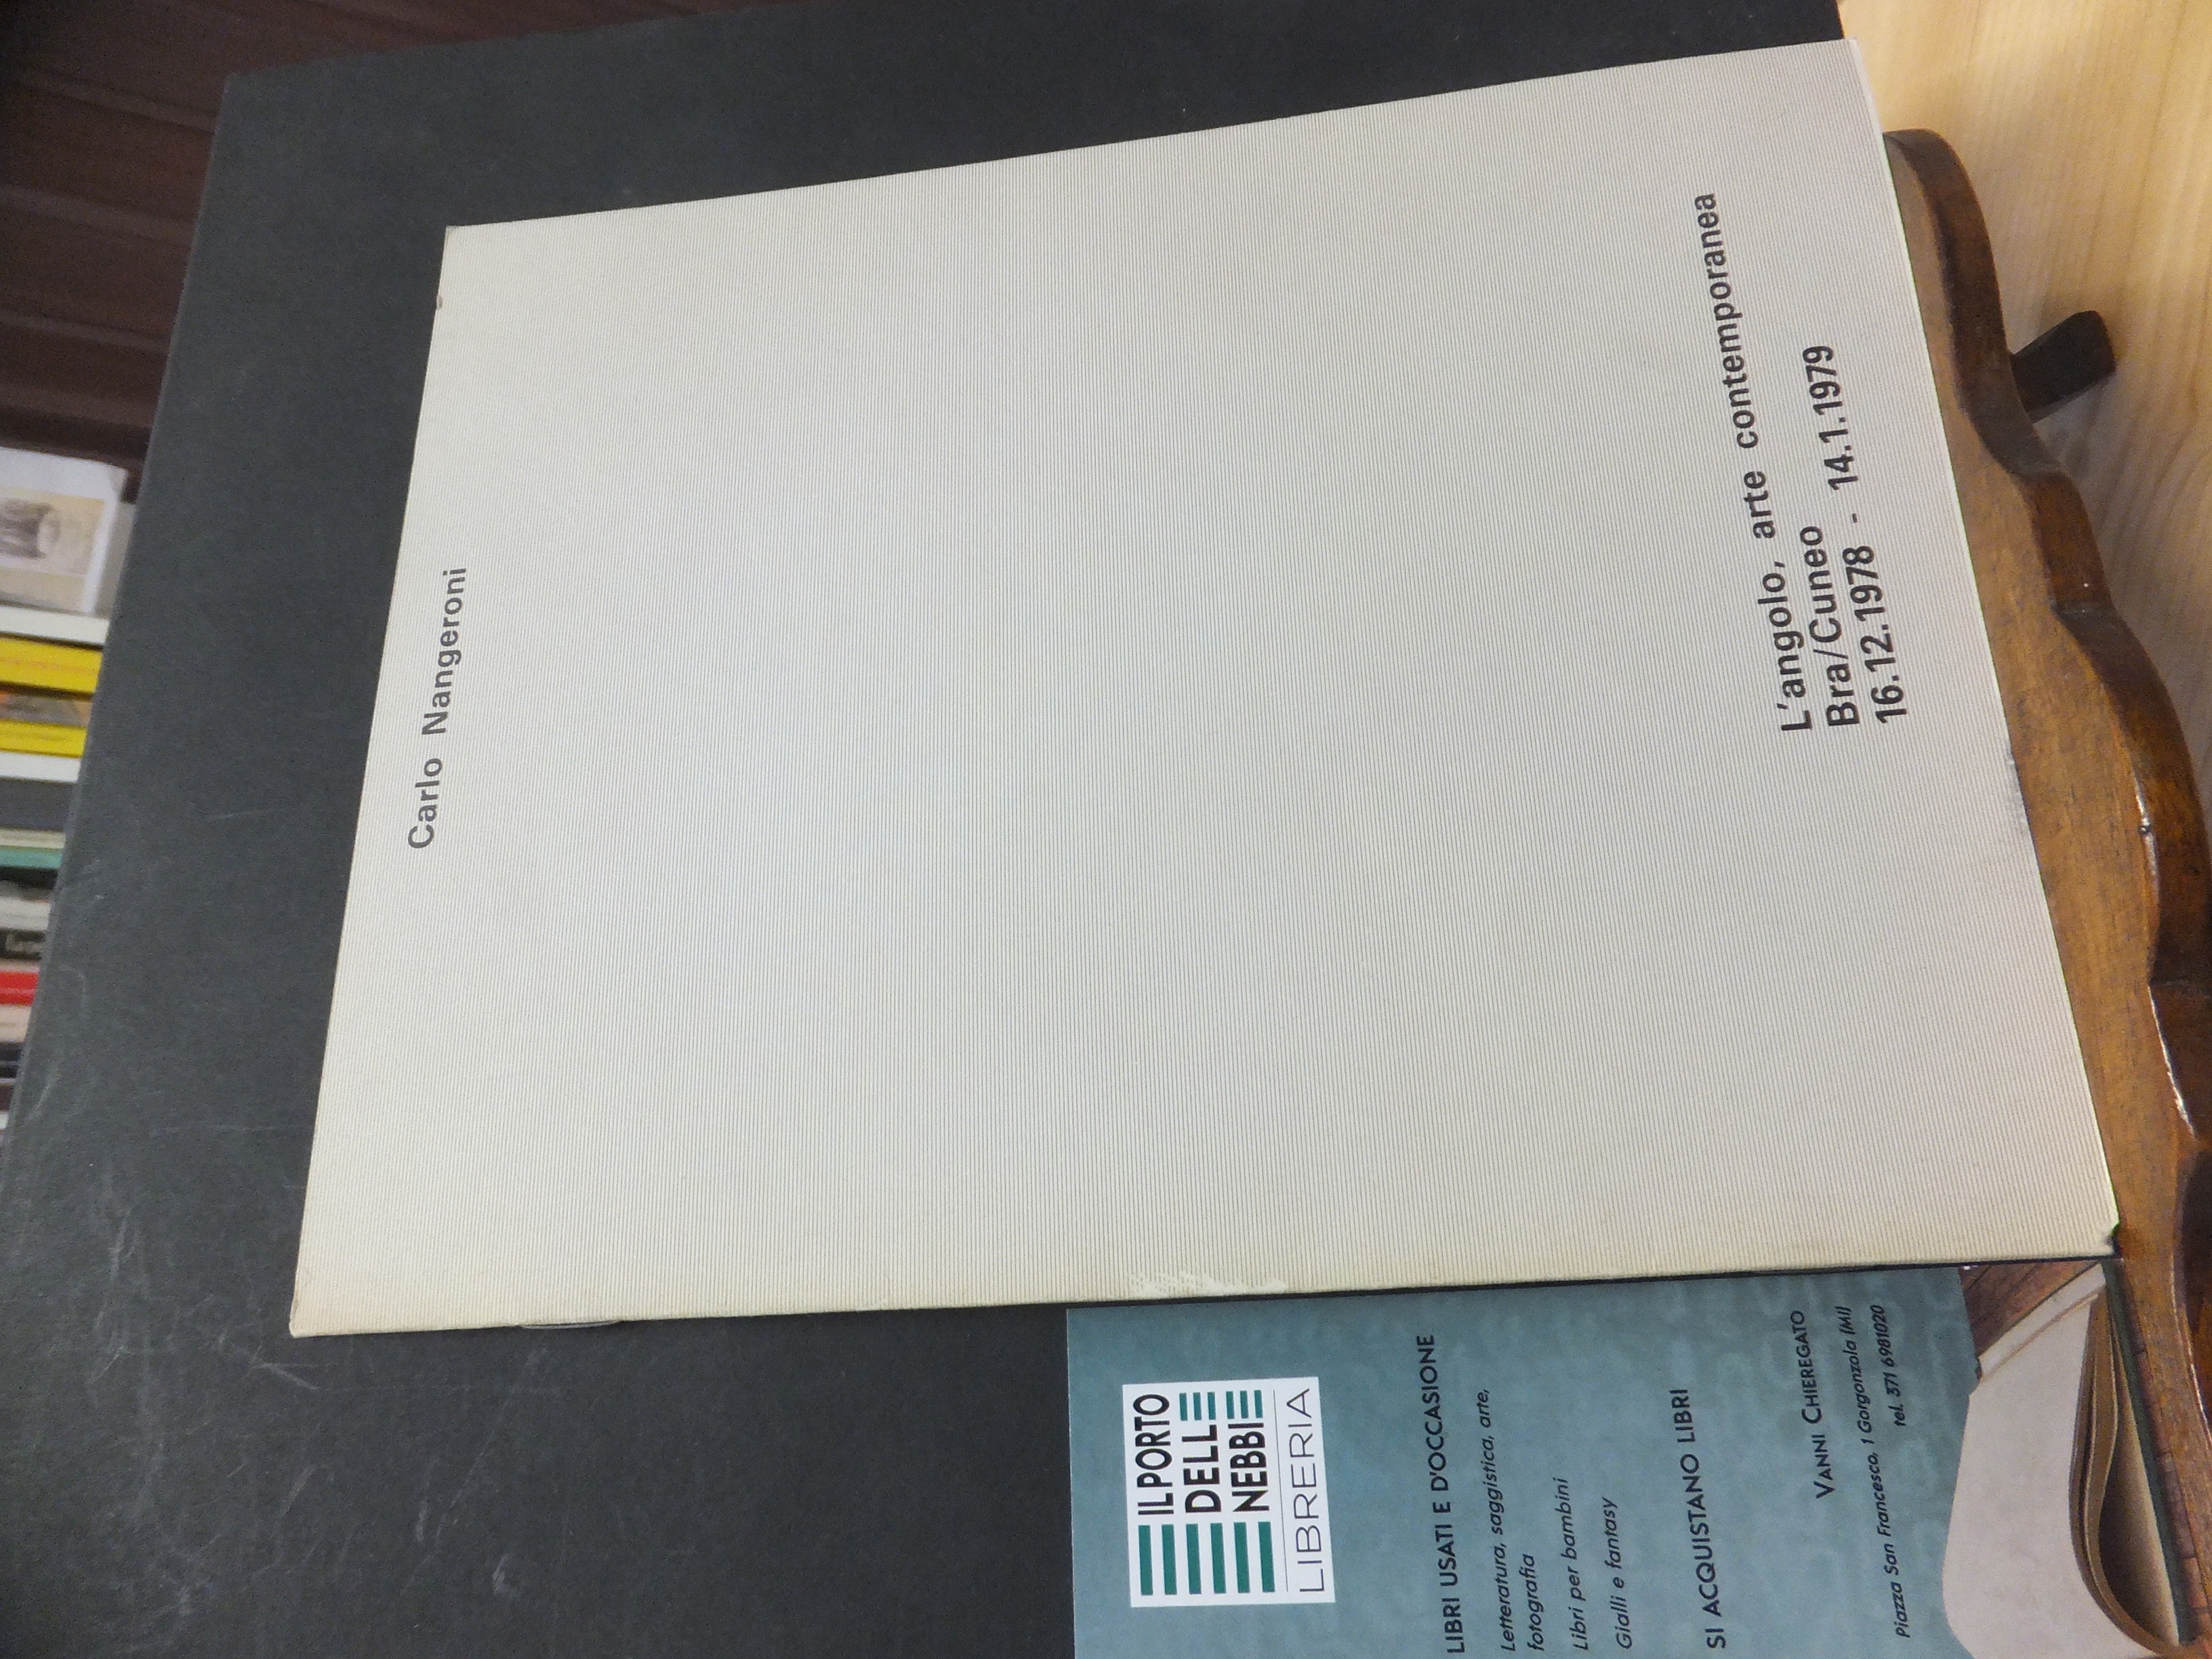 Carlo Nangeroni
L'angolo, arte contemporanea
Bra/Cuneo
16.12.1978 - 14.1.1979
IL PORTO
DELLE
NEBBIE
LIBRERIA
LIBRI USATI E D'OCCASIONE
Letteratura, saggistica, arte,
fotografia
Libri per bambini
Gialli e fantasy
SI ACQUISTANO LIBRI
VANNI CHIEREGATO
Piazza San Francesco, 1 Gorgonzola (MI)
tel. 371 6981020